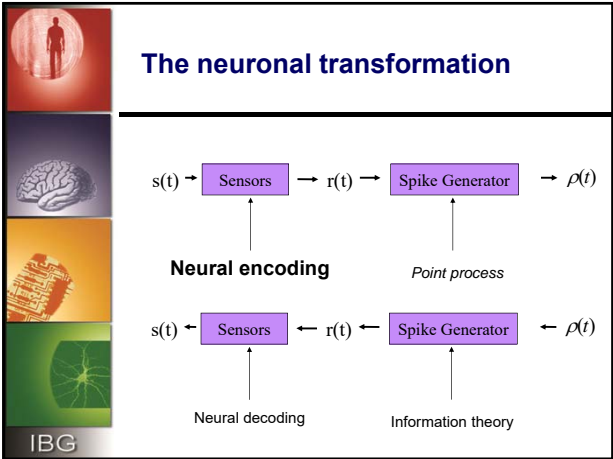 The neuronal transformation
s(t) → Sensors → r(t) → Spike Generator → ρ(t)
Neural encoding Point process
s(t) ← Sensors ← r(t) ← Spike Generator ← ρ(t)
Neural decoding Information theory
IBG